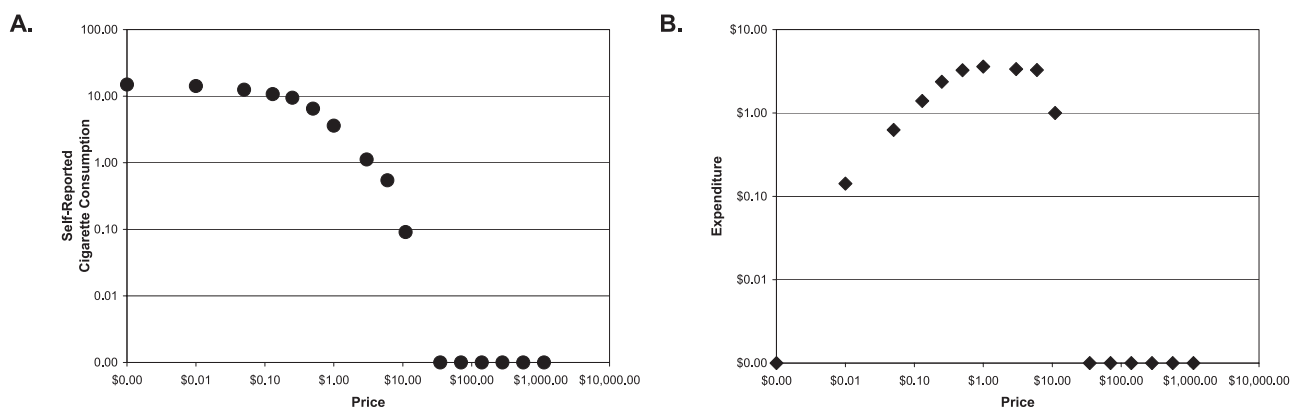 A.
100.00
10.00
1.00
0.10
0.01
0.00
Self-Reported
Cigarette Consumption
$0.00 $0.01 $0.10 $1.00 $10.00 $100.00 $1,000.00 $10,000.00
Price
B.
$10.00
$1.00
$0.10
$0.01
$0.00
Expenditure
$0.00 $0.01 $0.10 $1.00 $10.00 $100.00 $1,000.00 $10,000.00
Price